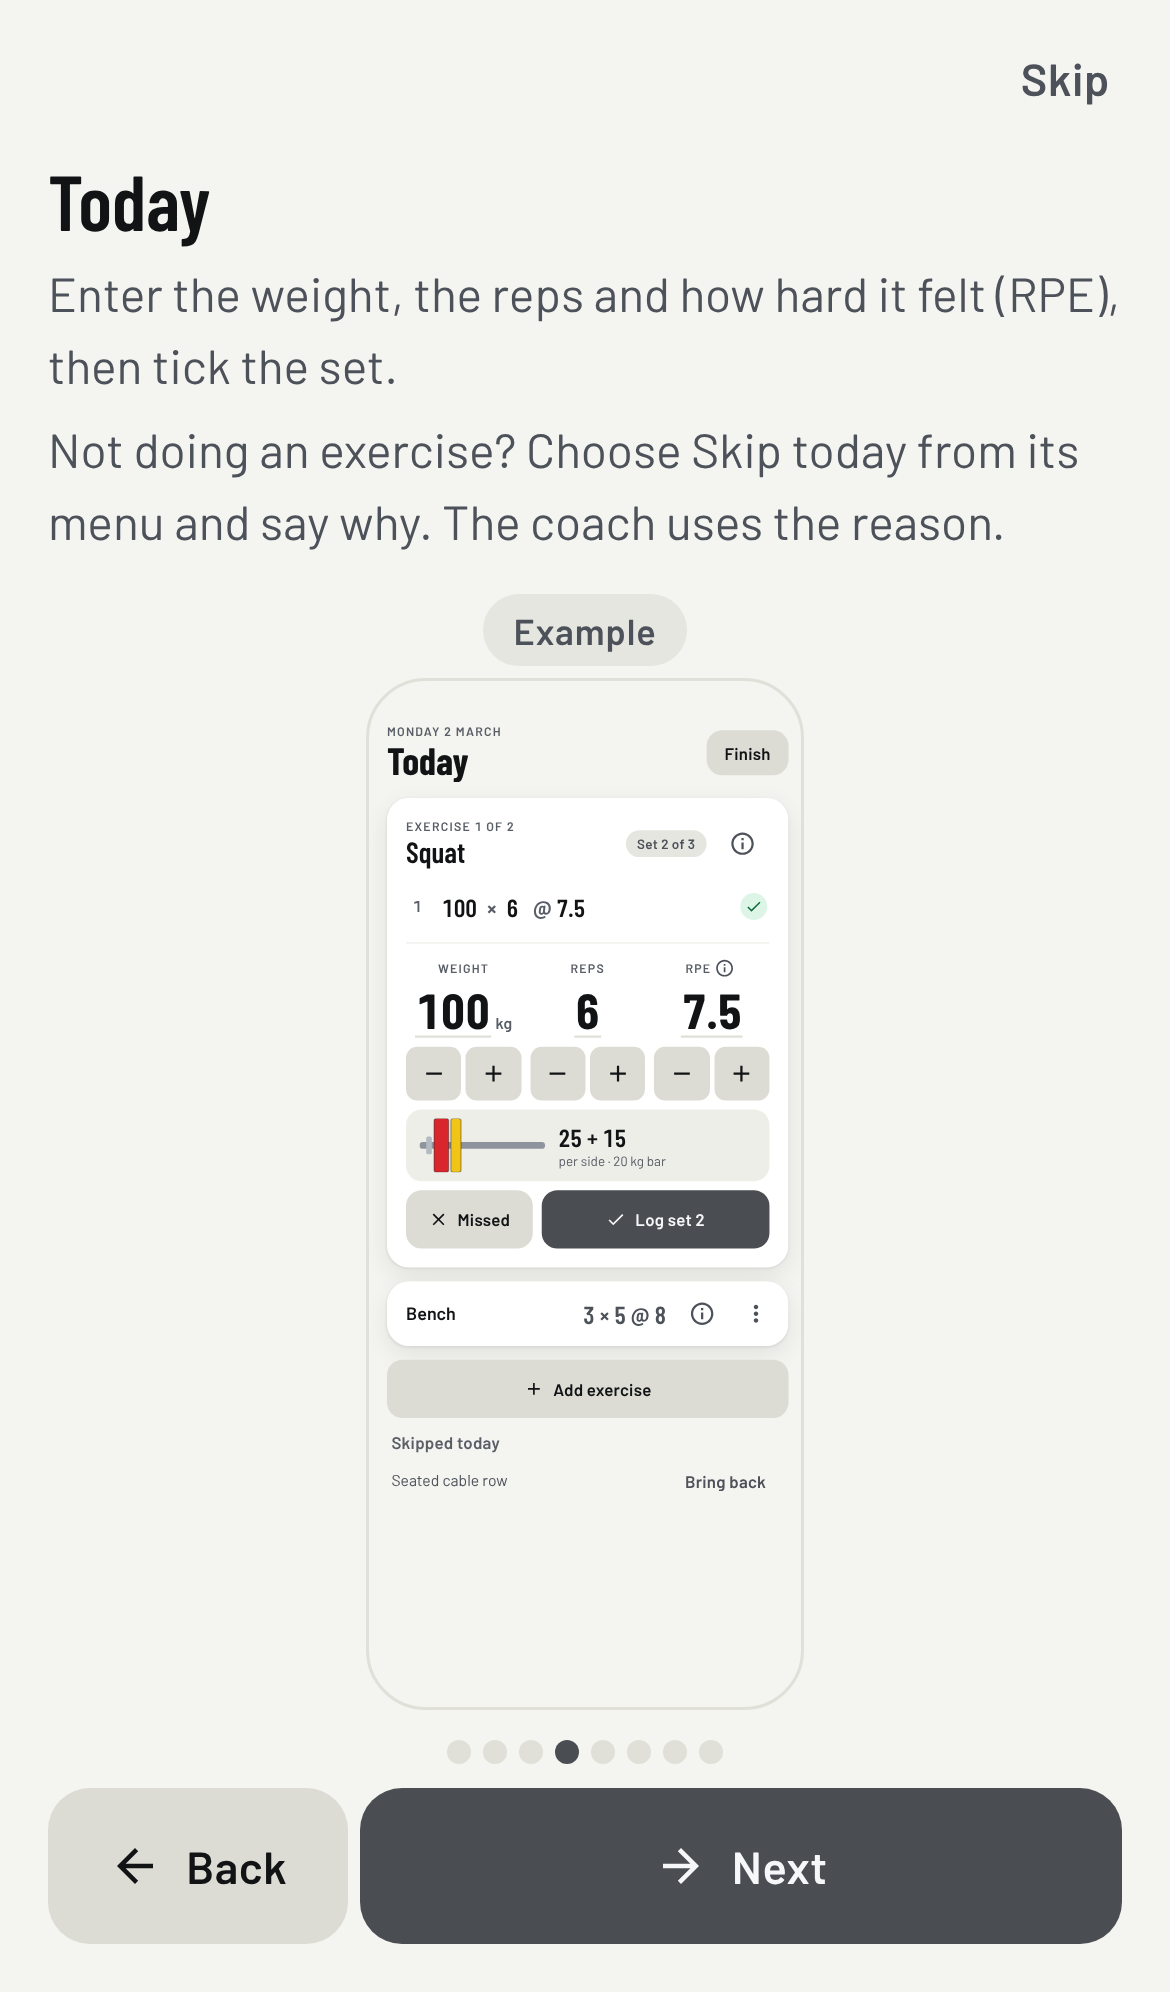 Skip
Today
Enter the weight, the reps and how hard it felt (RPE),
then tick the set.
Not doing an exercise? Choose Skip today from its
menu and say why. The coach uses the reason.
Example
MONDAY 2 MARCH
Today
Finish
EXERCISE 1 OF 2
Squat
Set 2 of 3
1 100 × 6 @ 7.5
WEIGHT REPS RPE
100 kg 6 7.5
− + − + − +
25 + 15
per side · 20 kg bar
Missed
Log set 2
Bench 3 × 5 @ 8
+ Add exercise
Skipped today
Seated cable row Bring back
← Back
→ Next